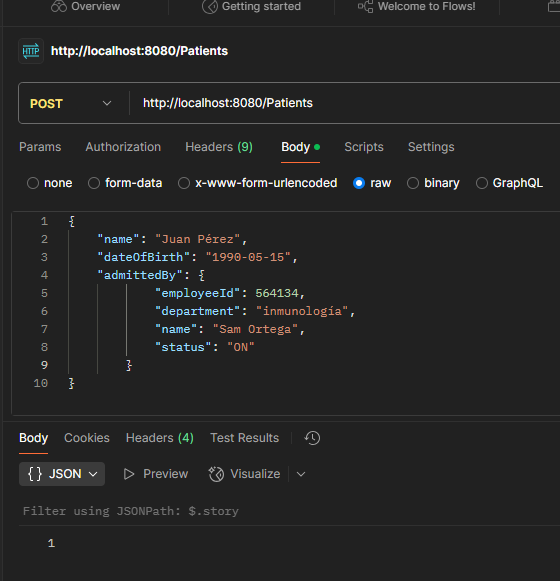 Overview Getting started Welcome to Flows!
HTTP http://localhost:8080/Patients
POST http://localhost:8080/Patients
Params Authorization Headers (9) Body Scripts Settings
none form-data x-www-form-urlencoded raw binary GraphQL
1 {
2 "name": "Juan Pérez",
3 "dateOfBirth": "1990-05-15",
4 "admittedBy": {
5 "employeeId": 564134,
6 "department": "inmunología",
7 "name": "Sam Ortega",
8 "status": "ON"
9 }
10 }
Body Cookies Headers (4) Test Results
{} JSON Preview Visualize
Filter using JSONPath: $.story
1